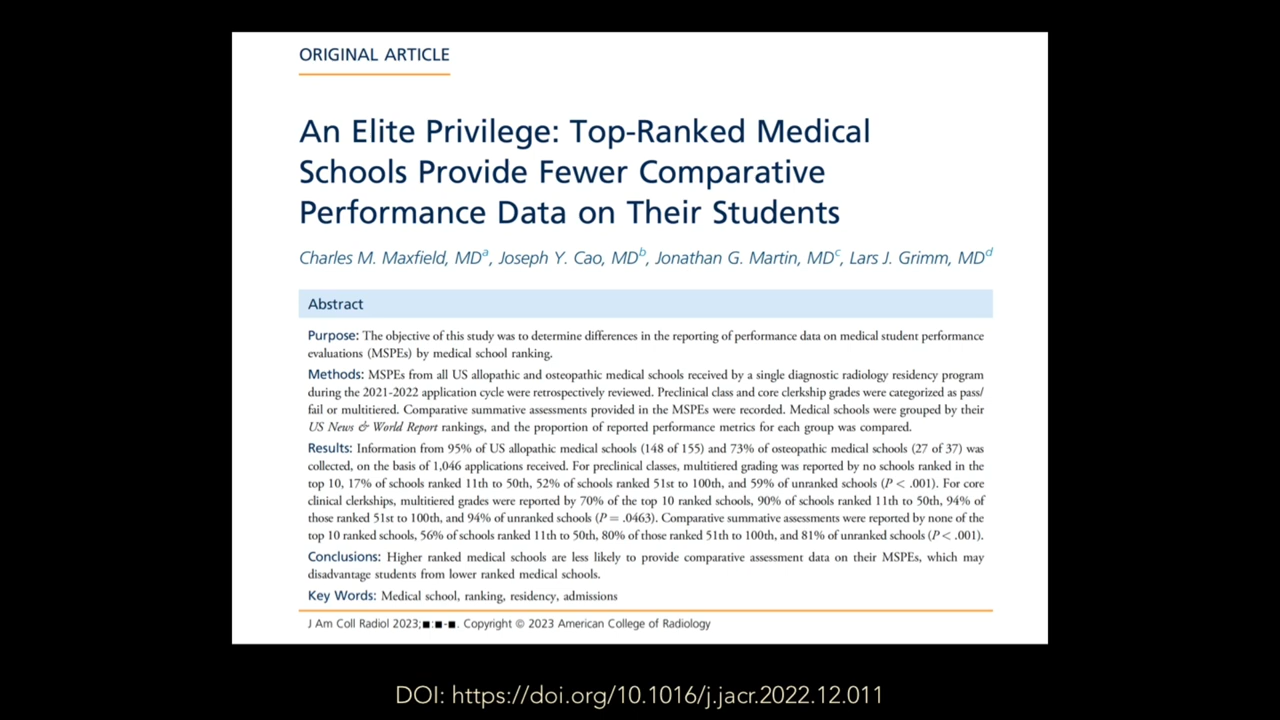 ORIGINAL ARTICLE
An Elite Privilege: Top-Ranked Medical
Schools Provide Fewer Comparative
Performance Data on Their Students
Charles M. Maxfield, MDa, Joseph Y. Cao, MDb, Jonathan G. Martin, MDc, Lars J. Grimm, MDd
Abstract
Purpose: The objective of this study was to determine differences in the reporting of performance data on medical student performance
evaluations (MSPEs) by medical school ranking.
Methods: MSPEs from all US allopathic and osteopathic medical schools received by a single diagnostic radiology residency program
during the 2021-2022 application cycle were retrospectively reviewed. Preclinical class and core clerkship grades were categorized as pass/
fail or multitiered. Comparative summative assessments provided in the MSPEs were recorded. Medical schools were grouped by their
US News & World Report rankings, and the proportion of reported performance metrics for each group was compared.
Results: Information from 95% of US allopathic medical schools (148 of 155) and 73% of osteopathic medical schools (27 of 37) was
collected, on the basis of 1,046 applications received. For preclinical classes, multitiered grading was reported by no schools ranked in the
top 10, 17% of schools ranked 11th to 50th, 52% of schools ranked 51st to 100th, and 59% of unranked schools (P < .001). For core
clinical clerkships, multitiered grades were reported by 70% of the top 10 ranked schools, 90% of schools ranked 11th to 50th, 94% of
those ranked 51st to 100th, and 94% of unranked schools (P = .0463). Comparative summative assessments were reported by none of the
top 10 ranked schools, 56% of schools ranked 11th to 50th, 80% of those ranked 51th to 100th, and 81% of unranked schools (P < .001).
Conclusions: Higher ranked medical schools are less likely to provide comparative assessment data on their MSPEs, which may
disadvantage students from lower ranked medical schools.
Key Words: Medical school, ranking, residency, admissions
J Am Coll Radiol 2023;■:■-■. Copyright © 2023 American College of Radiology
DOI: https://doi.org/10.1016/j.jacr.2022.12.011